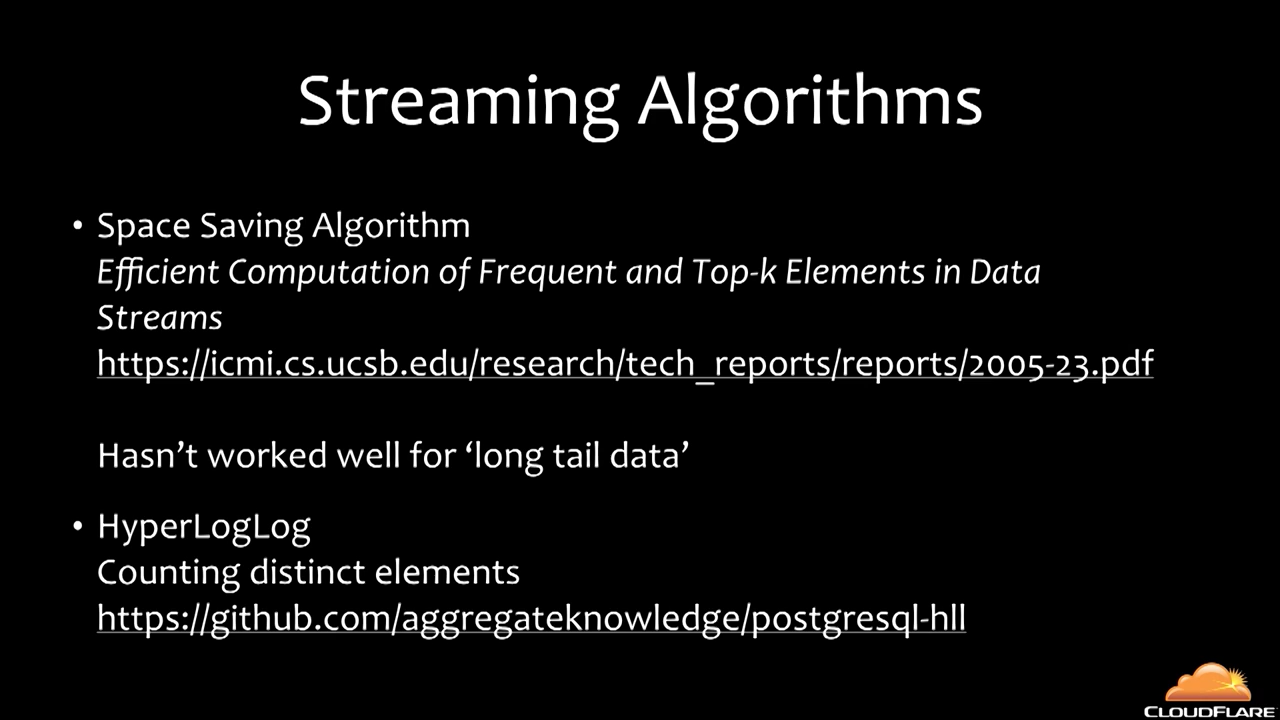 Streaming Algorithms
• Space Saving Algorithm
Efficient Computation of Frequent and Top-k Elements in Data
Streams
https://icmi.cs.ucsb.edu/research/tech_reports/reports/2005-23.pdf
Hasn’t worked well for ‘long tail data’
• HyperLogLog
Counting distinct elements
https://github.com/aggregateknowledge/postgresql-hll
CLOUDFLARE